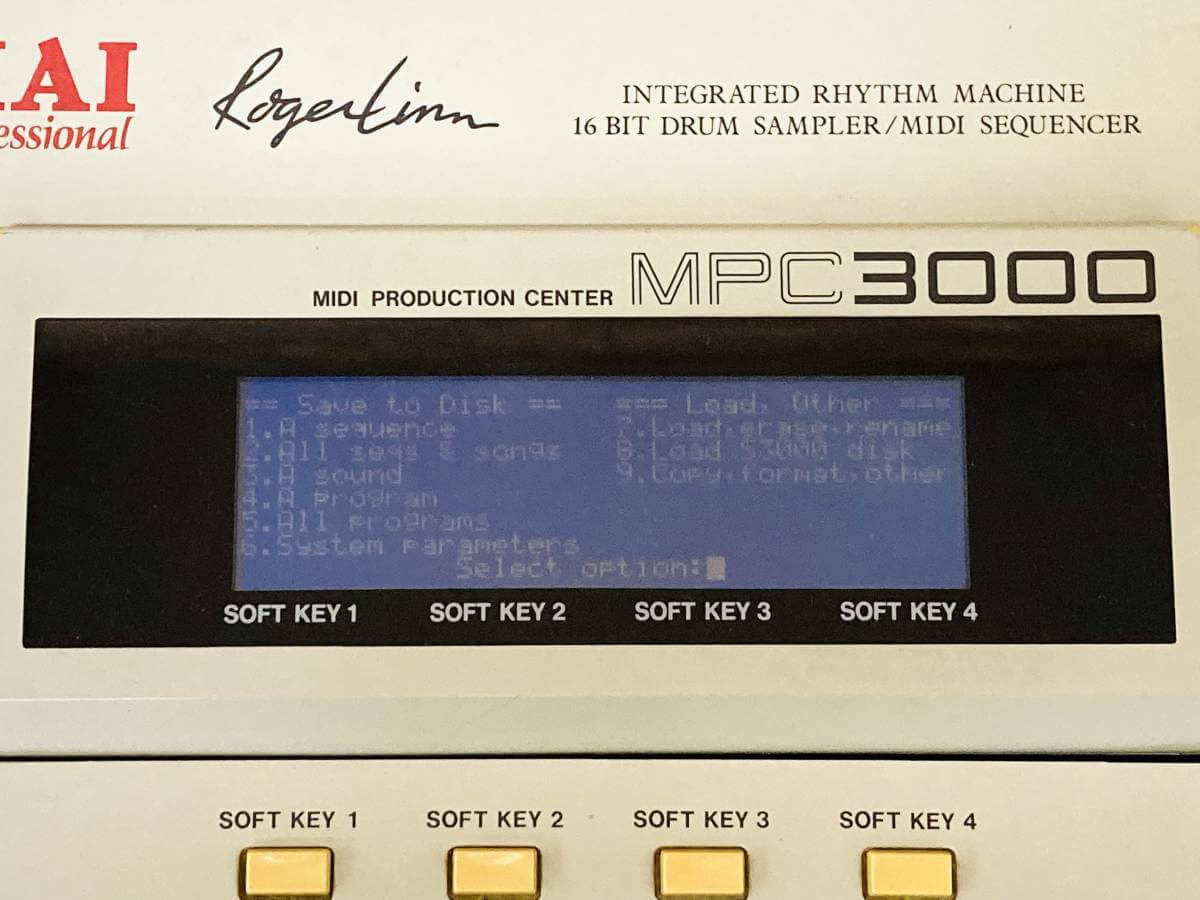 KAI
essional
Roger Linn
INTEGRATED RHYTHM MACHINE
16 BIT DRUM SAMPLER/MIDI SEQUENCER
MIDI PRODUCTION CENTER MPC3000
== Save to Disk == === Load, Other ===
1.A sequence 7.Load,erase,rename
2.All seqs & songs 8.Load S3000 disk
3.A sound 9.Copy,format,other
4.A program
5.All programs
6.System parameters
Select option:
SOFT KEY 1 SOFT KEY 2 SOFT KEY 3 SOFT KEY 4
SOFT KEY 1 SOFT KEY 2 SOFT KEY 3 SOFT KEY 4